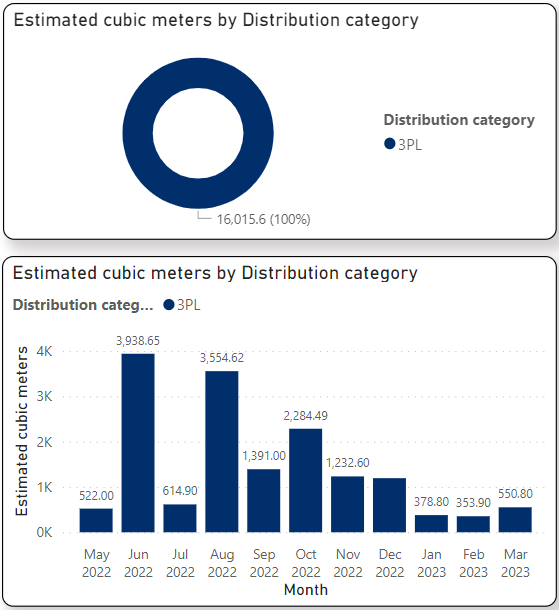 Estimated cubic meters by Distribution category
Distribution category
3PL
16,015.6 (100%)
Estimated cubic meters by Distribution category
Distribution categ... 3PL
Estimated cubic meters
4K
3K
2K
1K
0K
522.00
3,938.65
614.90
3,554.62
1,391.00
2,284.49
1,232.60
378.80
353.90
550.80
May 2022
Jun 2022
Jul 2022
Aug 2022
Sep 2022
Oct 2022
Nov 2022
Dec 2022
Jan 2023
Feb 2023
Mar 2023
Month